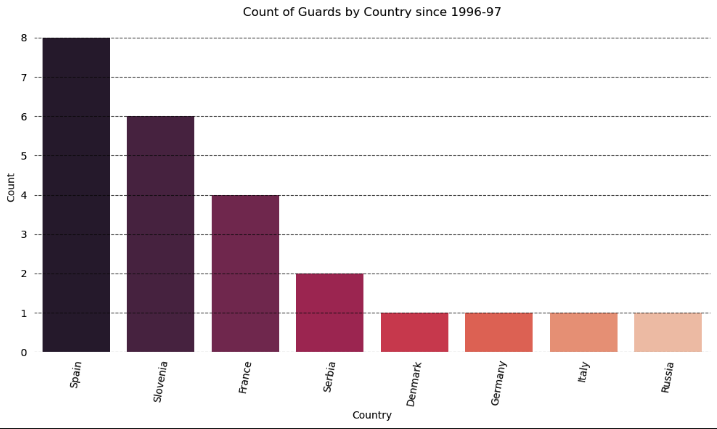 Count of Guards by Country since 1996-97
Count
8
7
6
5
4
3
2
1
0
Spain
Slovenia
France
Serbia
Denmark
Germany
Italy
Russia
Country